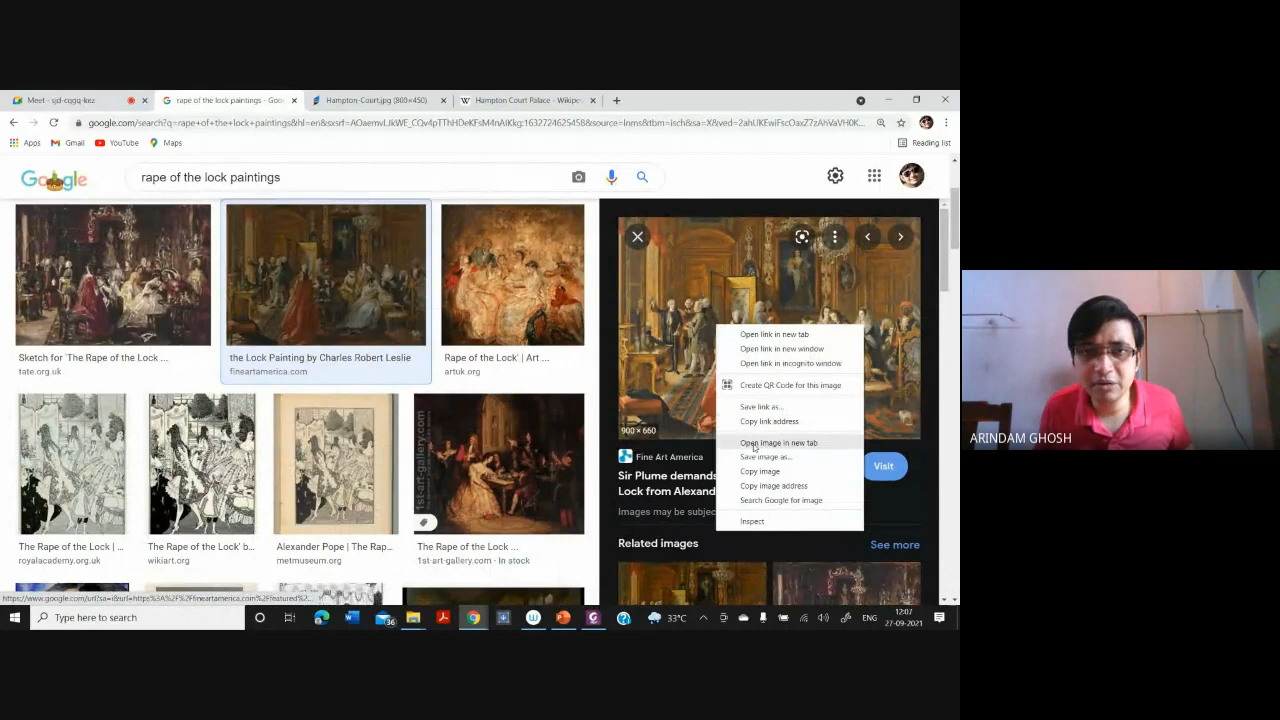 Meet - sjd-cqgq-kez
rape of the lock paintings - Goo
Hampton-Court.jpg (800×450)
Hampton Court Palace - Wikipe
Apps
Gmail
YouTube
Maps
Reading list
Google
rape of the lock paintings
Sketch for 'The Rape of the Lock ...
tate.org.uk
the Lock Painting by Charles Robert Leslie
fineartamerica.com
Rape of the Lock' | Art ...
artuk.org
The Rape of the Lock | ...
royalacademy.org.uk
The Rape of the Lock' b...
wikiart.org
Alexander Pope | The Rap...
metmuseum.org
1st-art-gallery.com
The Rape of the Lock ...
1st-art-gallery.com · In stock
900 × 660
Fine Art America
Sir Plume demands
Lock from Alexand
Images may be subjec
Visit
Related images
See more
Open link in new tab
Open link in new window
Open link in incognito window
Create QR Code for this image
Save link as...
Copy link address
Open image in new tab
Save image as...
Copy image
Copy image address
Search Google for image
Inspect
Type here to search
36
33°C
ENG
12:07
27-09-2021
ARINDAM GHOSH